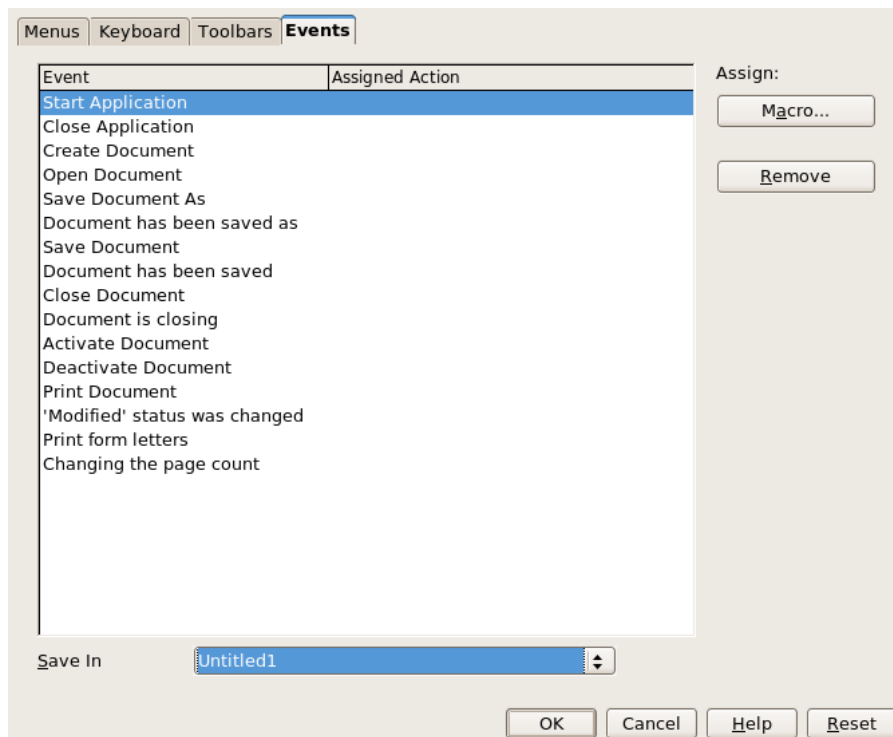 Menus Keyboard Toolbars Events
Event Assigned Action
Assign:
Start Application
Macro...
Close Application
Create Document
Open Document
Remove
Save Document As
Document has been saved as
Save Document
Document has been saved
Close Document
Document is closing
Activate Document
Deactivate Document
Print Document
'Modified' status was changed
Print form letters
Changing the page count
Save In Untitled1
OK Cancel Help Reset